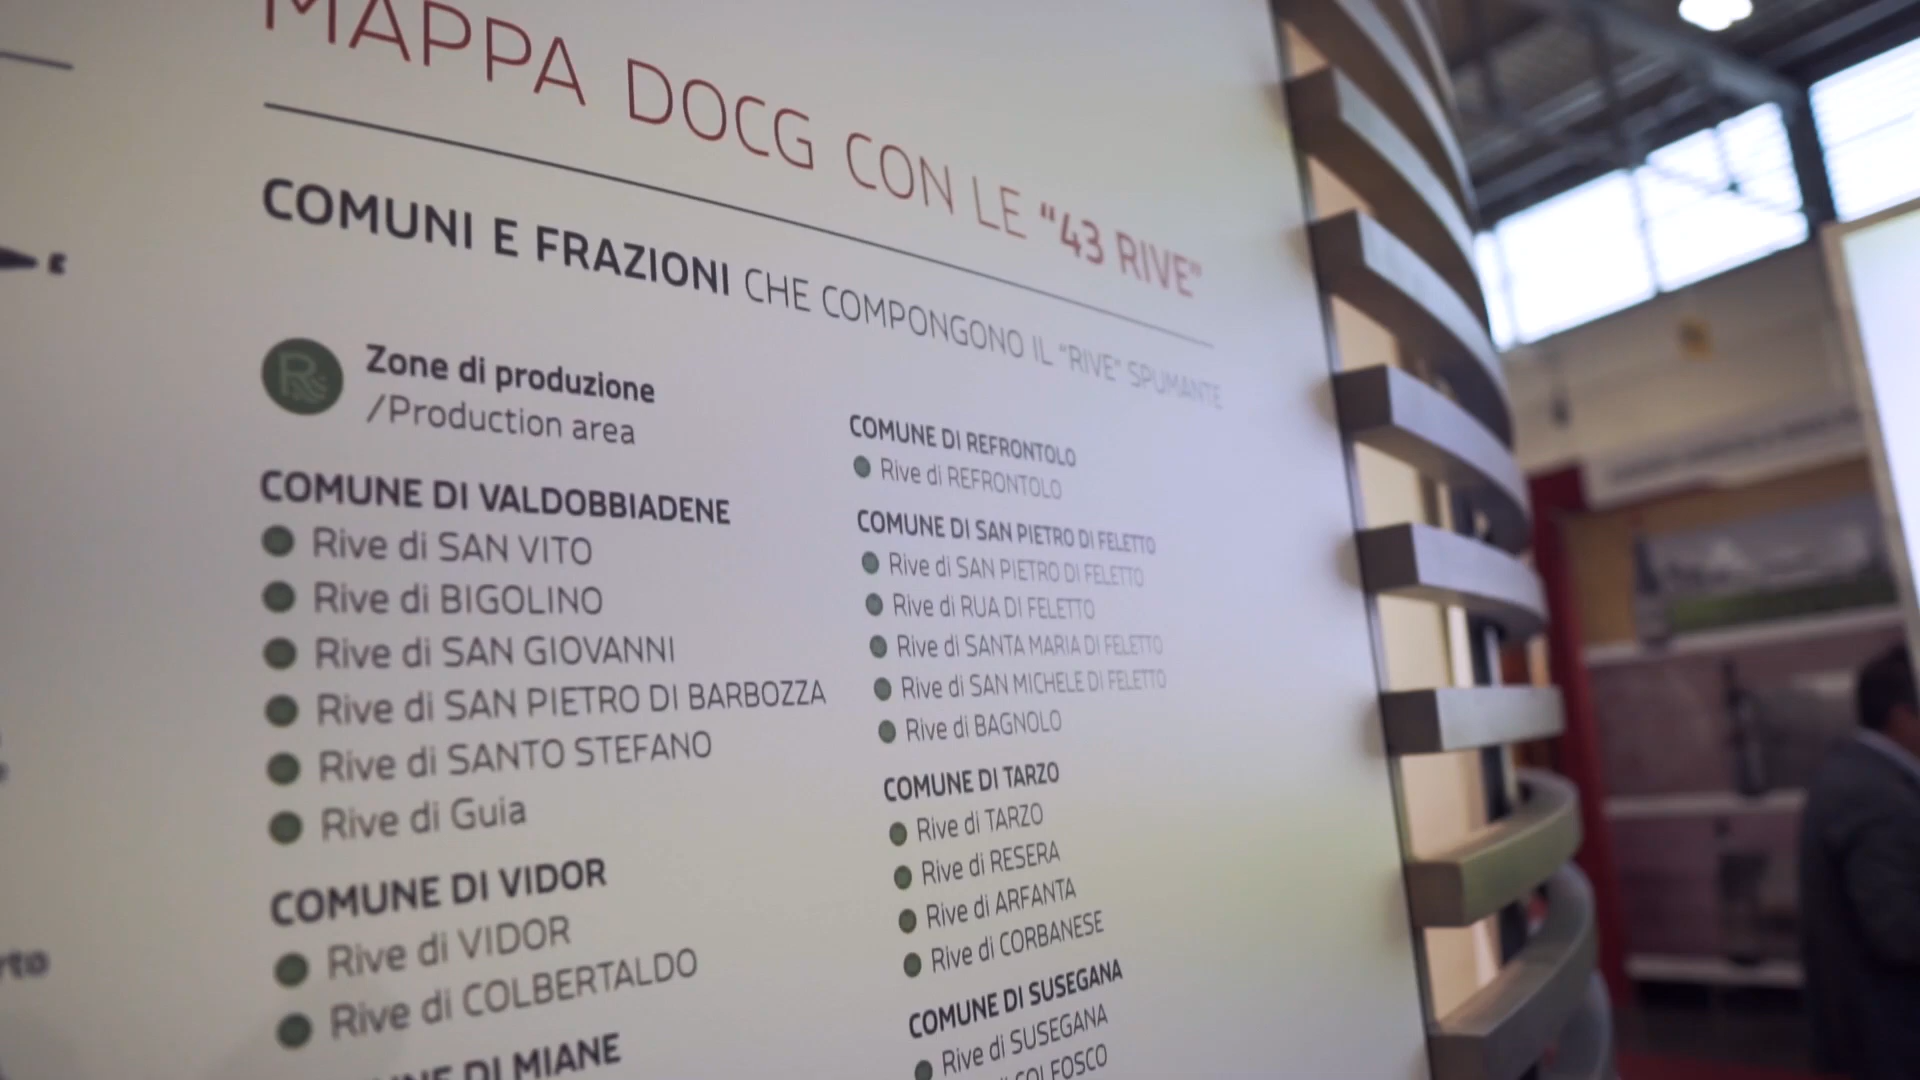 MAPPA DOCG CON LE "43 RIVE"
COMUNI E FRAZIONI CHE COMPONGONO IL "RIVE" SPUMANTE
Zone di produzione
/Production area
COMUNE DI VALDOBBIADENE
Rive di SAN VITO
Rive di BIGOLINO
Rive di SAN GIOVANNI
Rive di SAN PIETRO DI BARBOZZA
Rive di SANTO STEFANO
Rive di Guia
COMUNE DI VIDOR
Rive di VIDOR
Rive di COLBERTALDO
DI MIANE
COMUNE DI REFRONTOLO
Rive di REFRONTOLO
COMUNE DI SAN PIETRO DI FELETTO
Rive di SAN PIETRO DI FELETTO
Rive di RUA DI FELETTO
Rive di SANTA MARIA DI FELETTO
Rive di SAN MICHELE DI FELETTO
Rive di BAGNOLO
COMUNE DI TARZO
Rive di TARZO
Rive di RESERA
Rive di ARFANTA
Rive di CORBANESE
COMUNE DI SUSEGANA
Rive di SUSEGANA
COLFOSCO